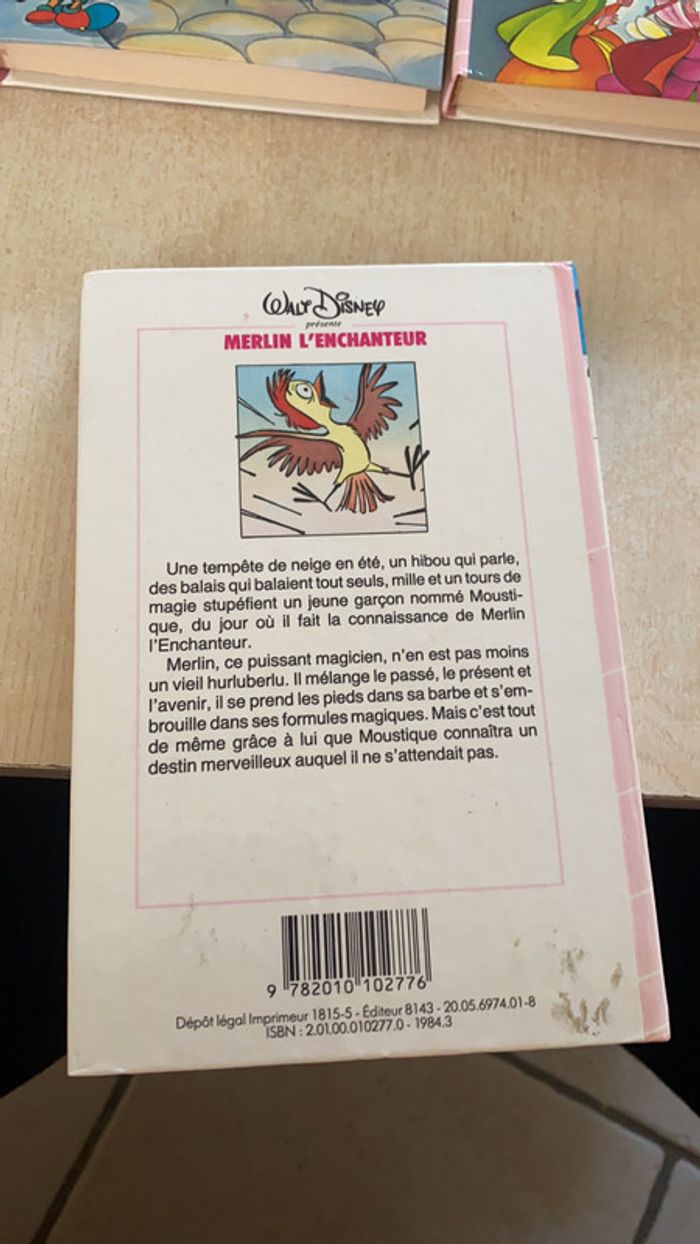 WALT DISNEY
présente
MERLIN L'ENCHANTEUR
Une tempête de neige en été, un hibou qui parle,
des balais qui balaient tout seuls, mille et un tours de
magie stupéfient un jeune garçon nommé Mousti-
que, du jour où il fait la connaissance de Merlin
l'Enchanteur.
Merlin, ce puissant magicien, n'en est pas moins
un vieil hurluberlu. Il mélange le passé, le présent et
l'avenir, il se prend les pieds dans sa barbe et s'em-
brouille dans ses formules magiques. Mais c'est tout
de même grâce à lui que Moustique connaîtra un
destin merveilleux auquel il ne s'attendait pas.
9 782010 102776
Dépôt légal Imprimeur 1815-5 - Éditeur 8143 - 20.05.6974.01-8
ISBN : 2.01.00.010277.0 - 1984.3